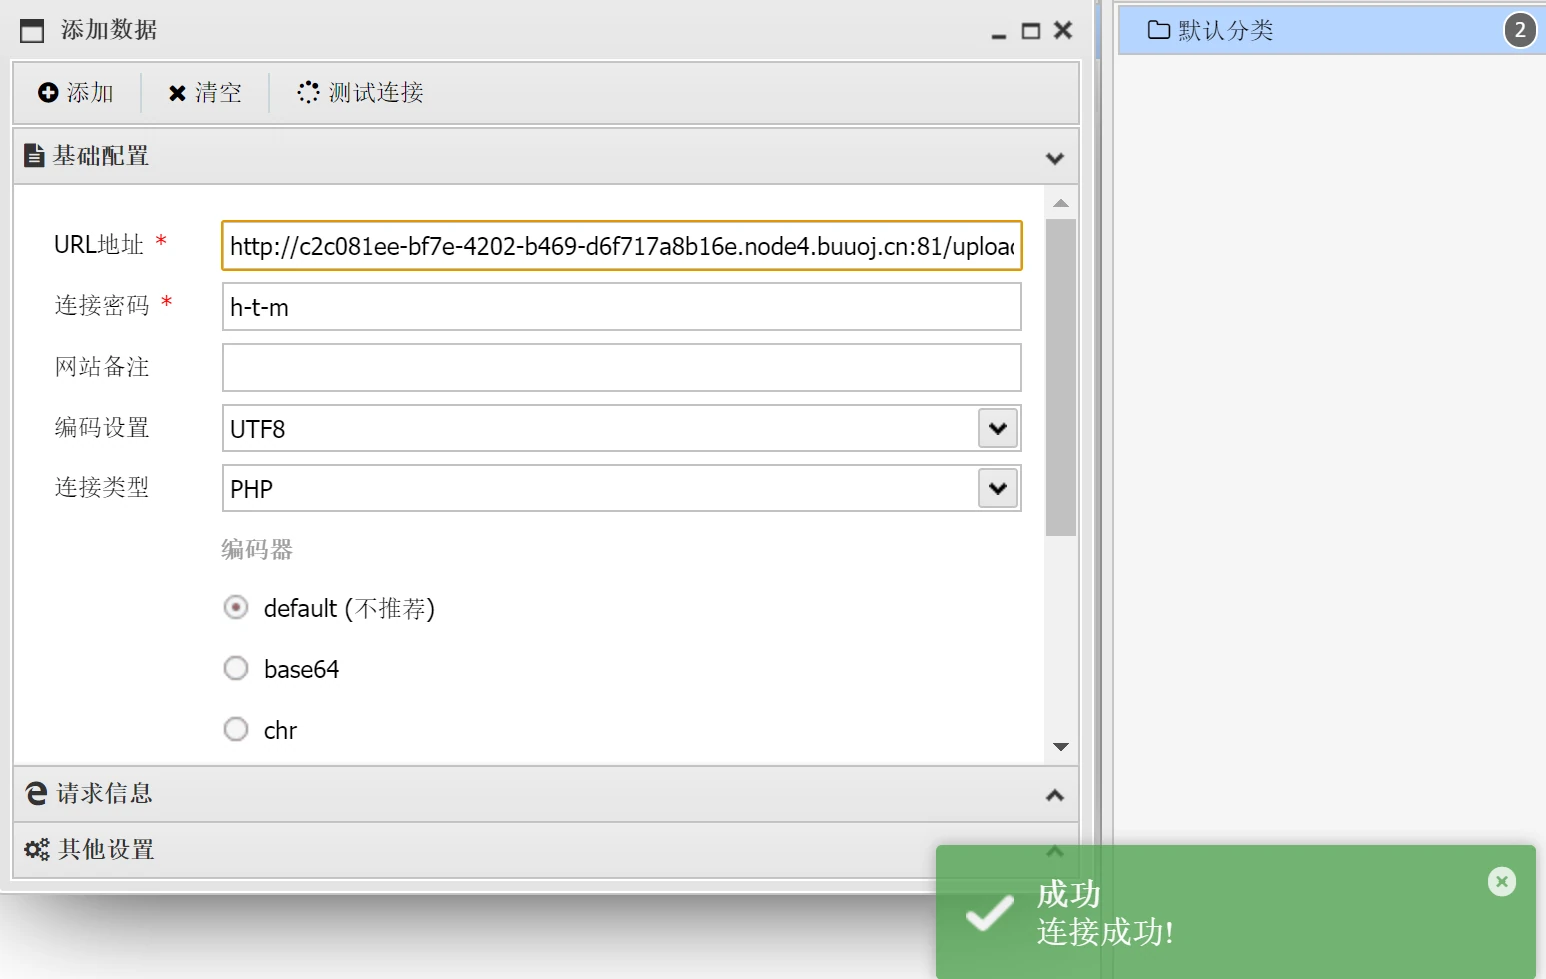 添加数据
添加 清空 测试连接
基础配置
URL地址 * http://c2c081ee-bf7e-4202-b469-d6f717a8b16e.node4.buuoj.cn:81/upload
连接密码 * h-t-m
网站备注
编码设置 UTF8
连接类型 PHP
编码器
default (不推荐)
base64
chr
请求信息
其他设置
默认分类 2
成功
连接成功!